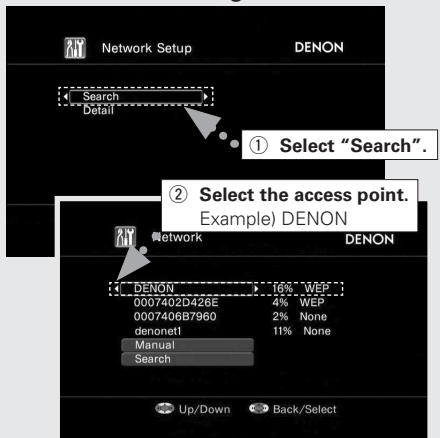 Network Setup DENON
Search
Detail
① Select “Search”.
② Select the access point.
Example) DENON
Network DENON
DENON 16% WEP
0007402D426E 4% WEP
0007406B7960 2% None
denonet1 11% None
Manual
Search
Up/Down Back/Select